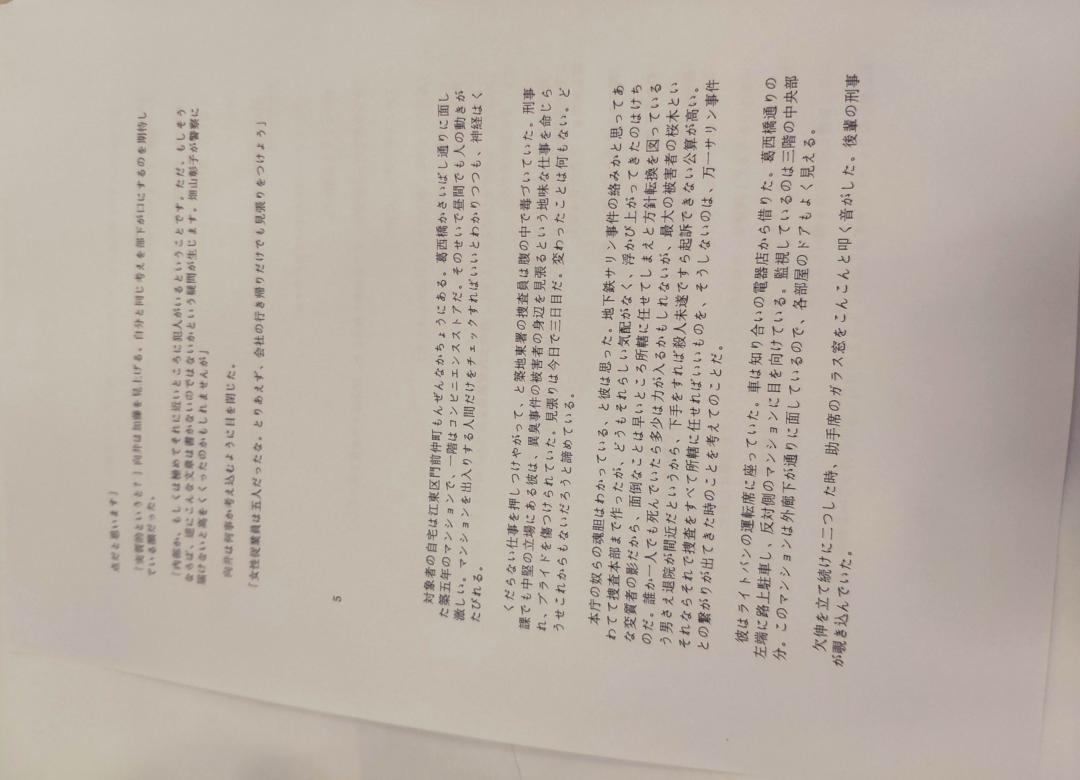 点だと思います」
「実質的というと？」向井は加藤を見上げる。自分と同じ考えを部下が口にするのを期待し
ている顔だった。
「内部か、もしくは極めてそれに近いところに犯人がいるということです。ただ、もしそう
ならば、逆にこんな文章は書かないのではないかという疑問が生じます。畑山彰子が警察に
届けないと高をくくったのかもしれませんが」
向井は何事か考え込むように目を閉じた。
「女性従業員は五人だったな。とりあえず、会社の行き帰りだけでも見張りをつけよう」
5
対象者の自宅は江東区門前仲町もんぜんなかちょうにある。葛西橋かさいばし通りに面し
た築五年のマンションで、一階はコンビニエンスストアだ。そのせいで昼間でも人の動きが
激しい。マンションを出入りする人間だけをチェックすればいいとわかりつつも、神経はく
たびれる。
くだらない仕事を押しつけやがって、と築地東署の捜査員は腹の中で毒づいていた。刑事
課でも中堅の立場にある彼は、異臭事件の被害者の身辺を見張るという地味な仕事を命じら
れ、プライドを傷つけられていた。見張りは今日で三日目だ。変わったことは何もない。ど
うせこれからもないだろうと諦めている。
本庁の奴らの魂胆はわかっている、と彼は思った。地下鉄サリン事件の絡みかと思ってあ
わてて捜査本部まで作ったが、どうもそれらしい気配がなく、浮かび上がってきたのはけち
な変質者の影だから、面倒なことは早いところ所轄に任せてしまえと方針転換を図っている
のだ。誰か一人でも死んでいたら多少は力が入るかもしれないが、最大の被害者の桜木とい
う男さえ退院が間近だというから、下手をすれば殺人未遂ですら起訴できない公算が高い。
それならそれで捜査をすべて所轄に任せればいいものを、そうしないのは、万一サリン事件
との繋がりが出てきた時のことを考えてのことだ。
彼はライトバンの運転席に座っていた。車は知り合いの電器店から借りた。葛西橋通りの
左端に路上駐車し、反対側のマンションに目を向けている。監視しているのは三階の中央部
分。このマンションは外廊下が通りに面しているので、各部屋のドアもよく見える。
欠伸を立て続けに二つした時、助手席のガラス窓をこんこんと叩く音がした。後輩の刑事
が覗き込んでいた。